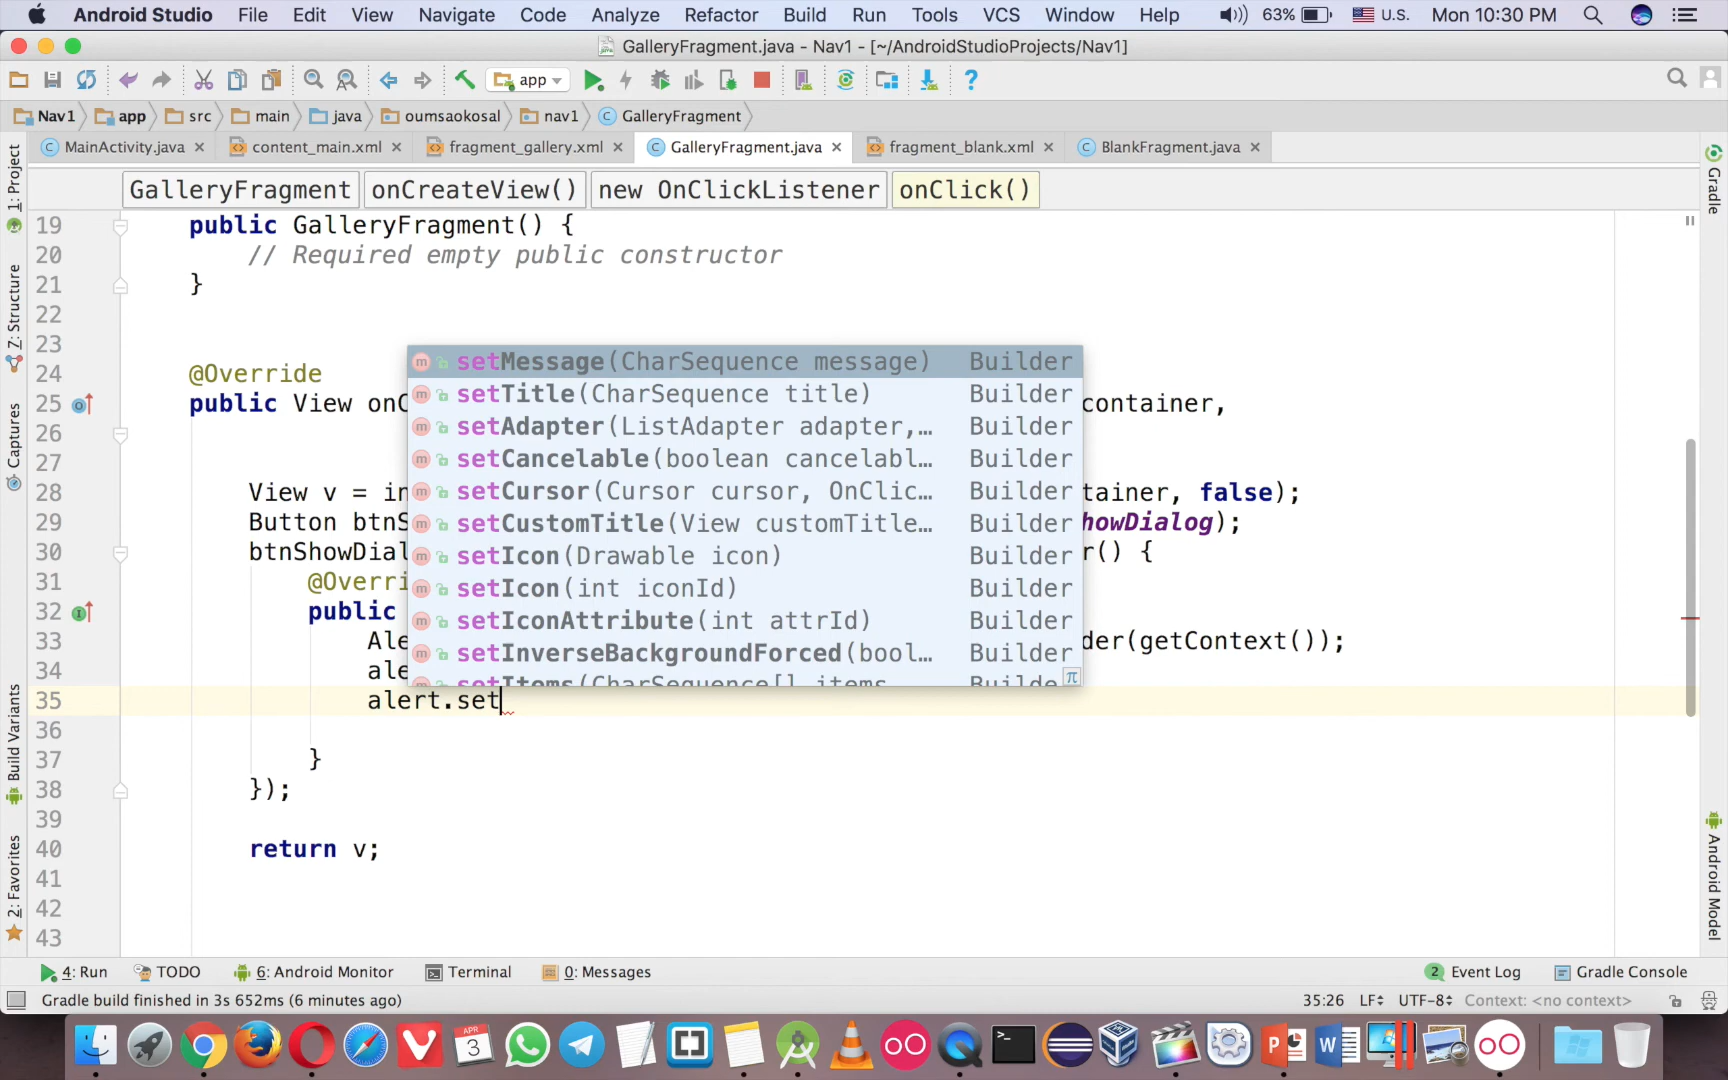 Android Studio File Edit View Navigate Code Analyze Refactor Build Run Tools VCS Window Help 63% U.S. Mon 10:30 PM
GalleryFragment.java - Nav1 - [~/AndroidStudioProjects/Nav1]
app
Nav1 app src main java oumsaokosal nav1 GalleryFragment
MainActivity.java content_main.xml fragment_gallery.xml GalleryFragment.java fragment_blank.xml BlankFragment.java
GalleryFragment onCreateView() new OnClickListener onClick()
1: Project
Z: Structure
Captures
Build Variants
2: Favorites
Gradle
Android Model
19 public GalleryFragment() {
20 // Required empty public constructor
21 }
22
23
24 @Override
25 public View onC container,
26
27
28 View v = in tainer, false);
29 Button btnS howDialog);
30 btnShowDial r() {
31 @Overri
32 public
33 Ale der(getContext());
34 ale
35 alert.set
36
37 }
38 });
39
40 return v;
41
42
43
setMessage(CharSequence message) Builder
setTitle(CharSequence title) Builder
setAdapter(ListAdapter adapter,… Builder
setCancelable(boolean cancelabl… Builder
setCursor(Cursor cursor, OnClic… Builder
setCustomTitle(View customTitle… Builder
setIcon(Drawable icon) Builder
setIcon(int iconId) Builder
setIconAttribute(int attrId) Builder
setInverseBackgroundForced(bool… Builder
setItems(CharSequence[] items Builde
π
4: Run TODO 6: Android Monitor Terminal 0: Messages 2 Event Log Gradle Console
Gradle build finished in 3s 652ms (6 minutes ago) 35:26 LF UTF-8 Context: <no context>
APR
3